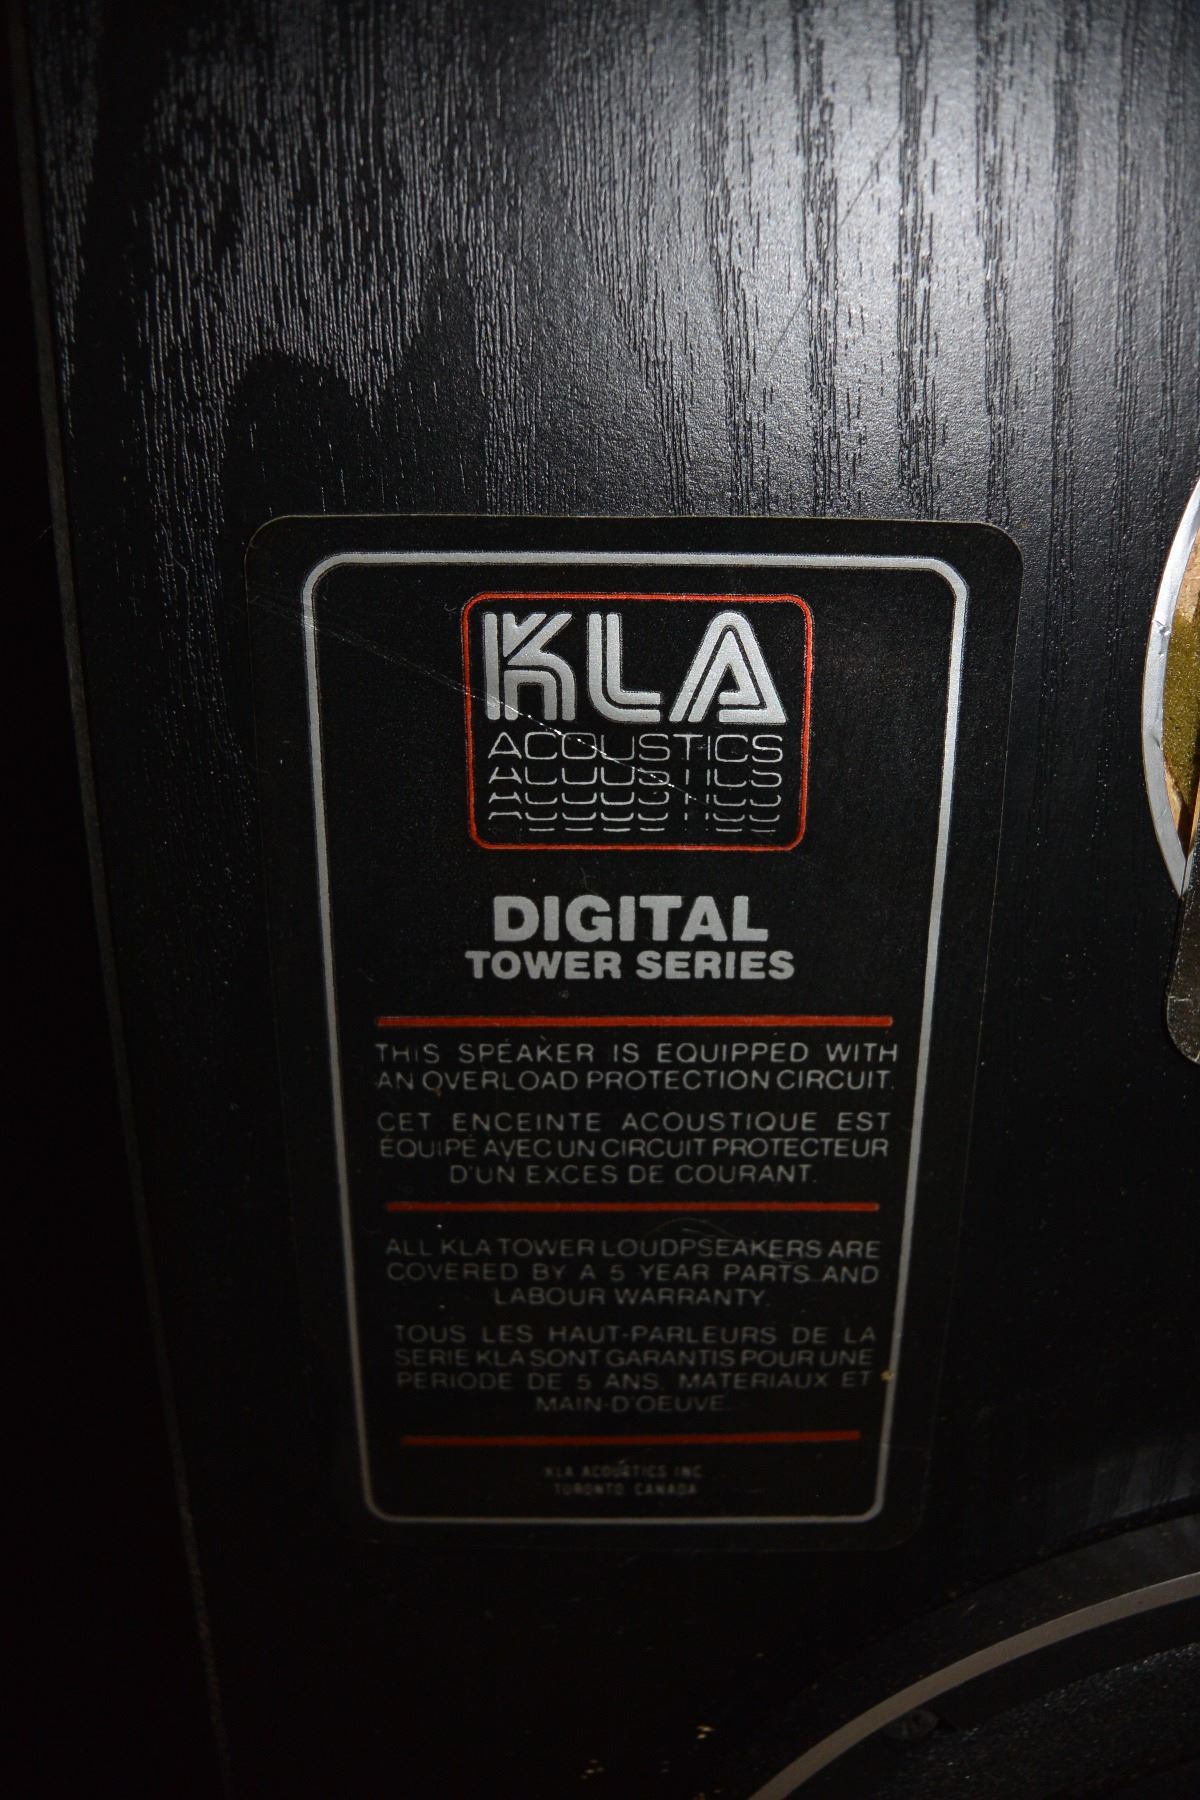 KLA
ACOUSTICS
DIGITAL
TOWER SERIES
THIS SPEAKER IS EQUIPPED WITH
AN OVERLOAD PROTECTION CIRCUIT.
CET ENCEINTE ACOUSTIQUE EST
ÉQUIPÉ AVEC UN CIRCUIT PROTECTEUR
D'UN EXCES DE COURANT.
ALL KLA TOWER LOUDPSEAKERS ARE
COVERED BY A 5 YEAR PARTS AND
LABOUR WARRANTY.
TOUS LES HAUT-PARLEURS DE LA
SERIE KLA SONT GARANTIS POUR UNE
PERIODE DE 5 ANS. MATERIAUX ET
MAIN-D'OEUVE.
KLA ACOUSTICS INC
TORONTO CANADA